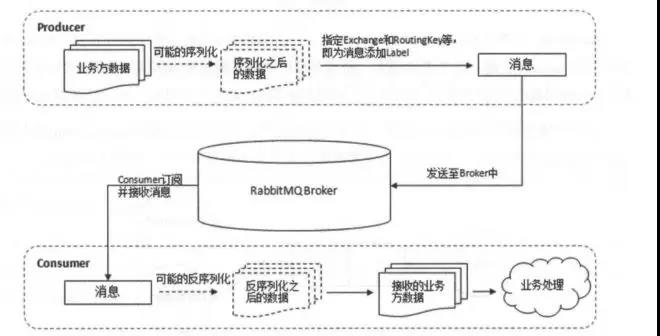 Producer
业务方数据
可能的序列化
序列化之后
的数据
指定Exchange和RoutingKey等，
即为消息添加Label
消息
Consumer订阅
并接收消息
RabbitMQ Broker
发送至Broker中
Consumer
消息
可能的反序列化
反序列化之
后的数据
接收的业务
方数据
业务处理